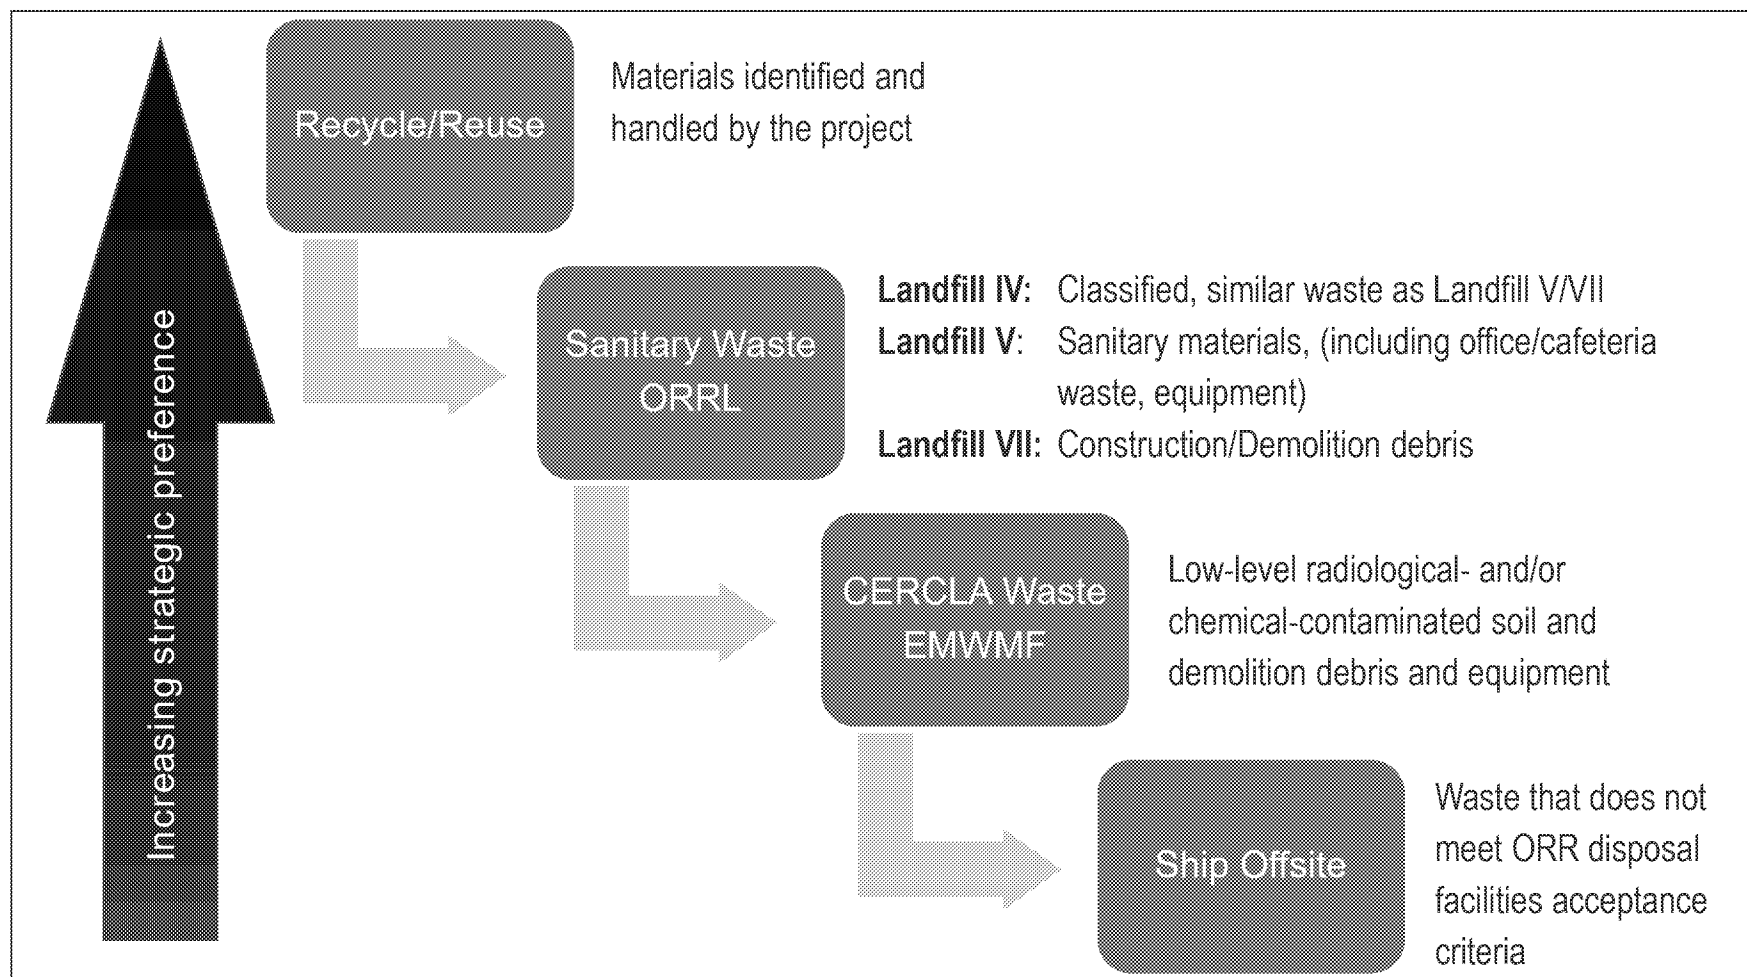 Increasing strategic preference
Recycle/Reuse
Materials identified and
handled by the project
Sanitary Waste
ORRL
Landfill IV: Classified, similar waste as Landfill V/VII
Landfill V: Sanitary materials, (including office/cafeteria
waste, equipment)
Landfill VII: Construction/Demolition debris
CERCLA Waste
EMWMF
Low-level radiological- and/or
chemical-contaminated soil and
demolition debris and equipment
Ship Offsite
Waste that does not
meet ORR disposal
facilities acceptance
criteria